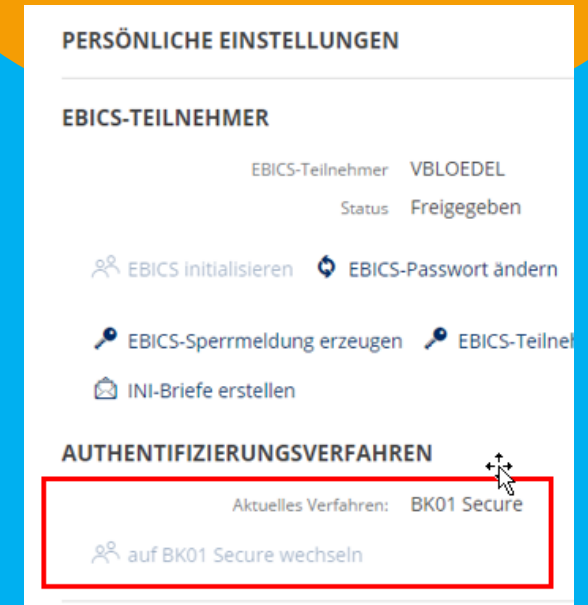 PERSÖNLICHE EINSTELLUNGEN
EBICS-TEILNEHMER
EBICS-Teilnehmer VBLOEDEL
Status Freigegeben
EBICS initialisieren EBICS-Passwort ändern
EBICS-Sperrmeldung erzeugen
INI-Briefe erstellen
AUTHENTIFIZIERUNGSVERFAHREN
Aktuelles Verfahren: BK01 Secure
auf BK01 Secure wechseln